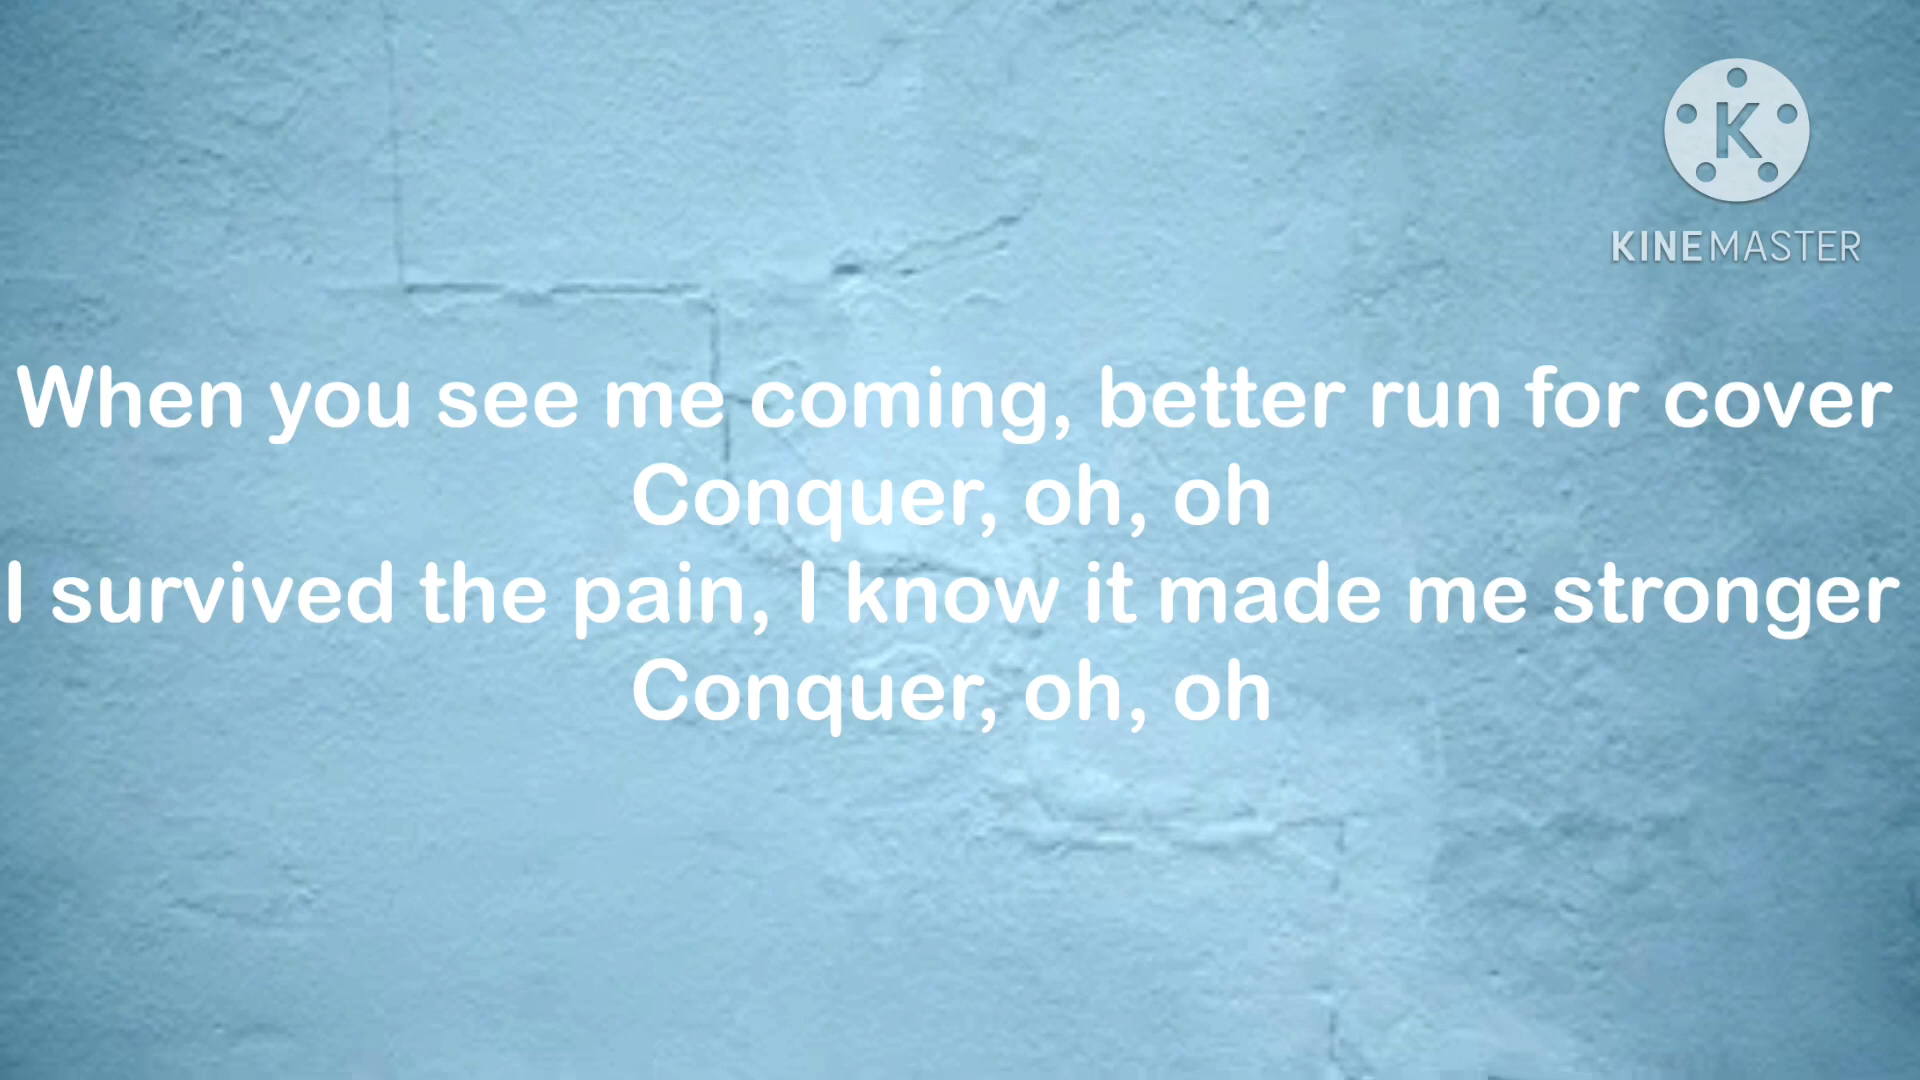 K
KINEMASTER
When you see me coming, better run for cover
Conquer, oh, oh
I survived the pain, I know it made me stronger
Conquer, oh, oh